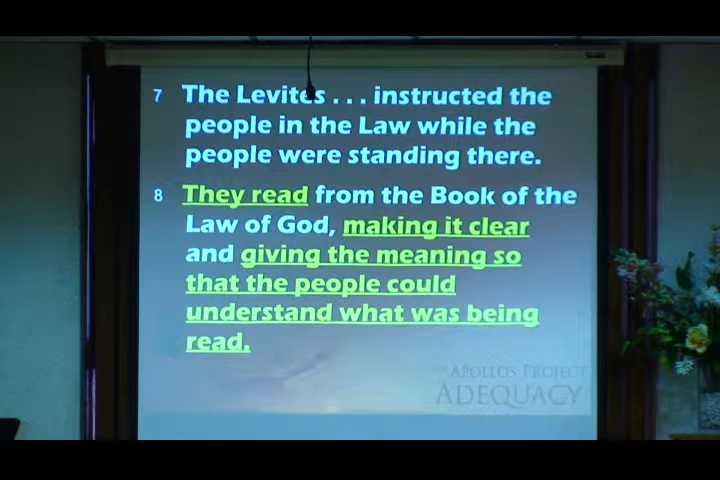 7 The Levites . . . instructed the
people in the Law while the
people were standing there.
8 They read from the Book of the
Law of God, making it clear
and giving the meaning so
that the people could
understand what was being
read.
APOLLOS PROJECT
ADEQUACY